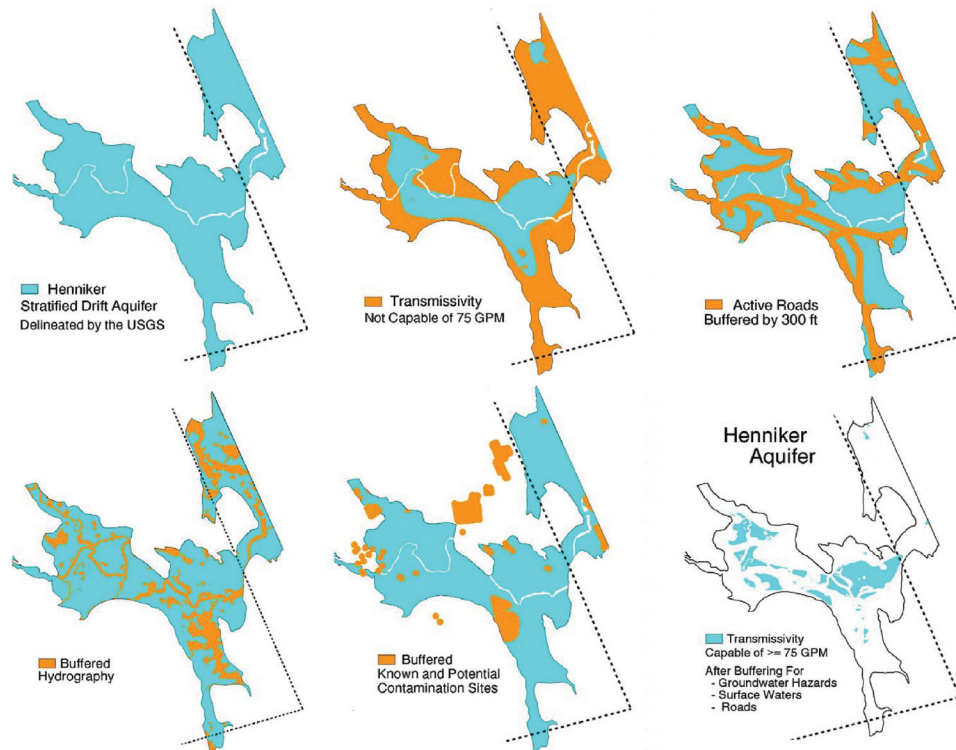 Henniker
Stratified Drift Aquifer
Delineated by the USGS
Transmissivity
Not Capable of 75 GPM
Active Roads
Buffered by 300 ft
Buffered
Hydrography
Buffered
Known and Potential
Contamination Sites
Henniker
Aquifer
Transmissivity
Capable of >= 75 GPM
After Buffering For
- Groundwater Hazards
- Surface Waters
- Roads